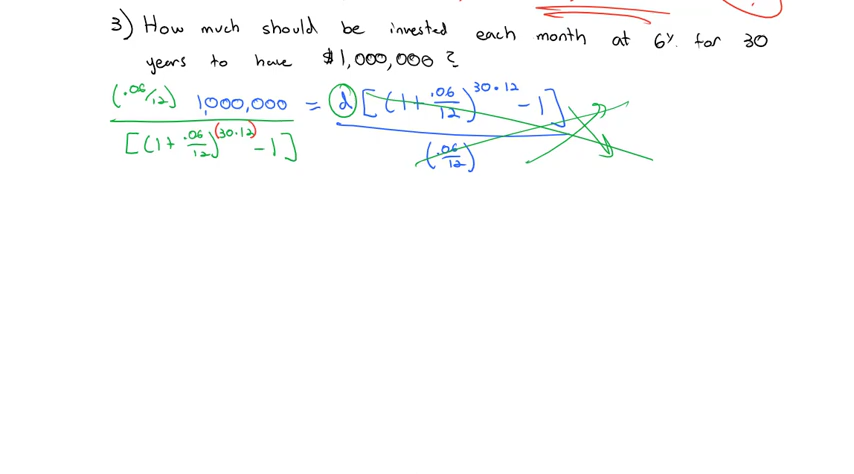 3) How much should be invested each month at 6% for 30
years to have $1,000,000?
(.06/12) 1,000,000 = d[(1+.06/12)^30·12 - 1]
[(1+.06/12)^(30·12) - 1] (.06/12)